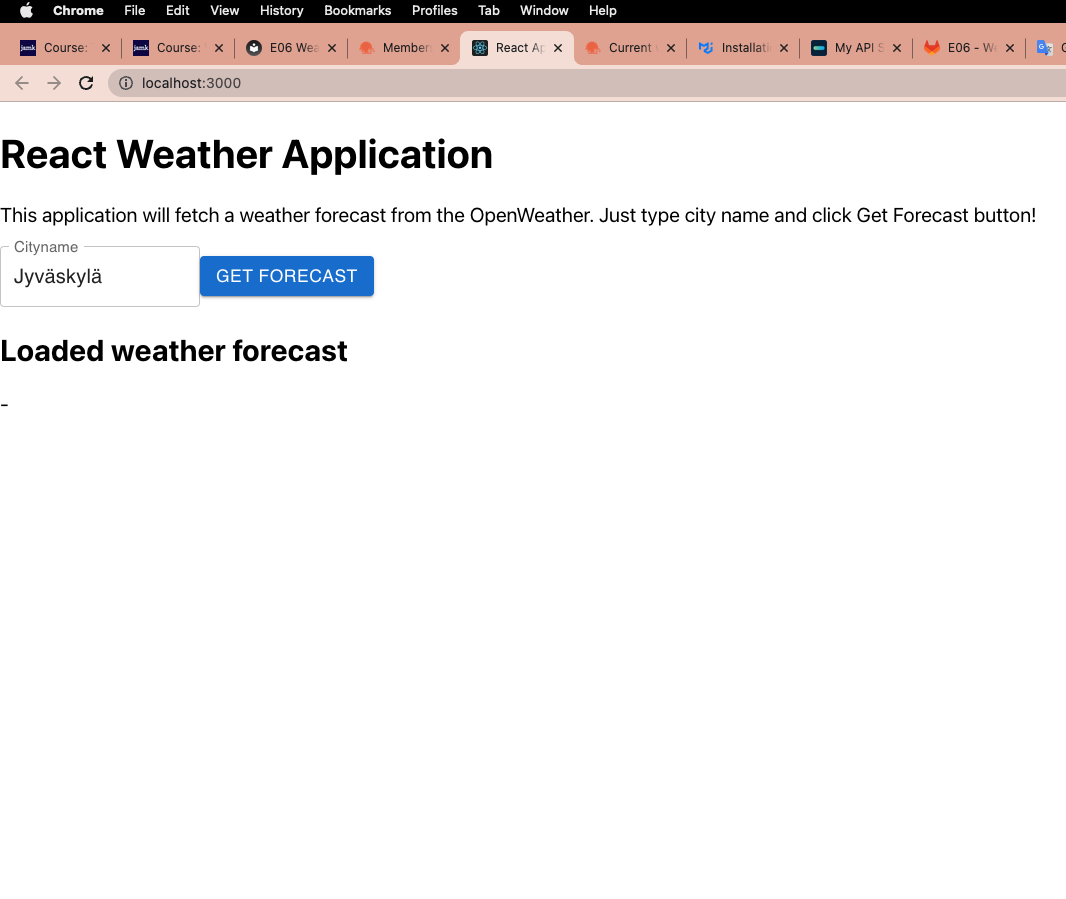 Chrome File Edit View History Bookmarks Profiles Tab Window Help
jamk Course: jamk Course: E06 Wea Member React Ap Current Installati My API S E06 - We
localhost:3000
React Weather Application
This application will fetch a weather forecast from the OpenWeather. Just type city name and click Get Forecast button!
Cityname
Jyväskylä GET FORECAST
Loaded weather forecast
-